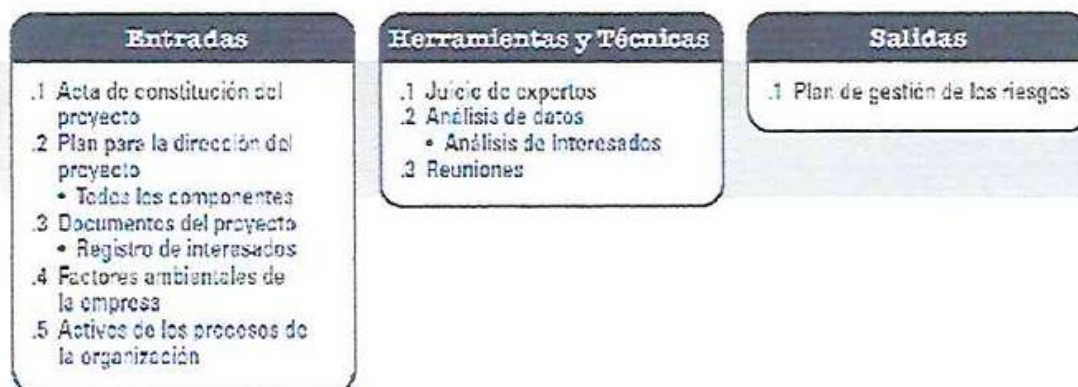 Entradas
.1 Acta de constitución del
proyecto
.2 Plan para la dirección del
proyecto
• Todos los componentes
.3 Documentos del proyecto
• Registro de interesados
.4 Factores ambientales de
la empresa
.5 Activos de los procesos de
la organización
Herramientas y Técnicas
.1 Juicio de expertos
.2 Análisis de datos
• Análisis de Interesados
.3 Reuniones
Salidas
.1 Plan de gestión de los riesgos